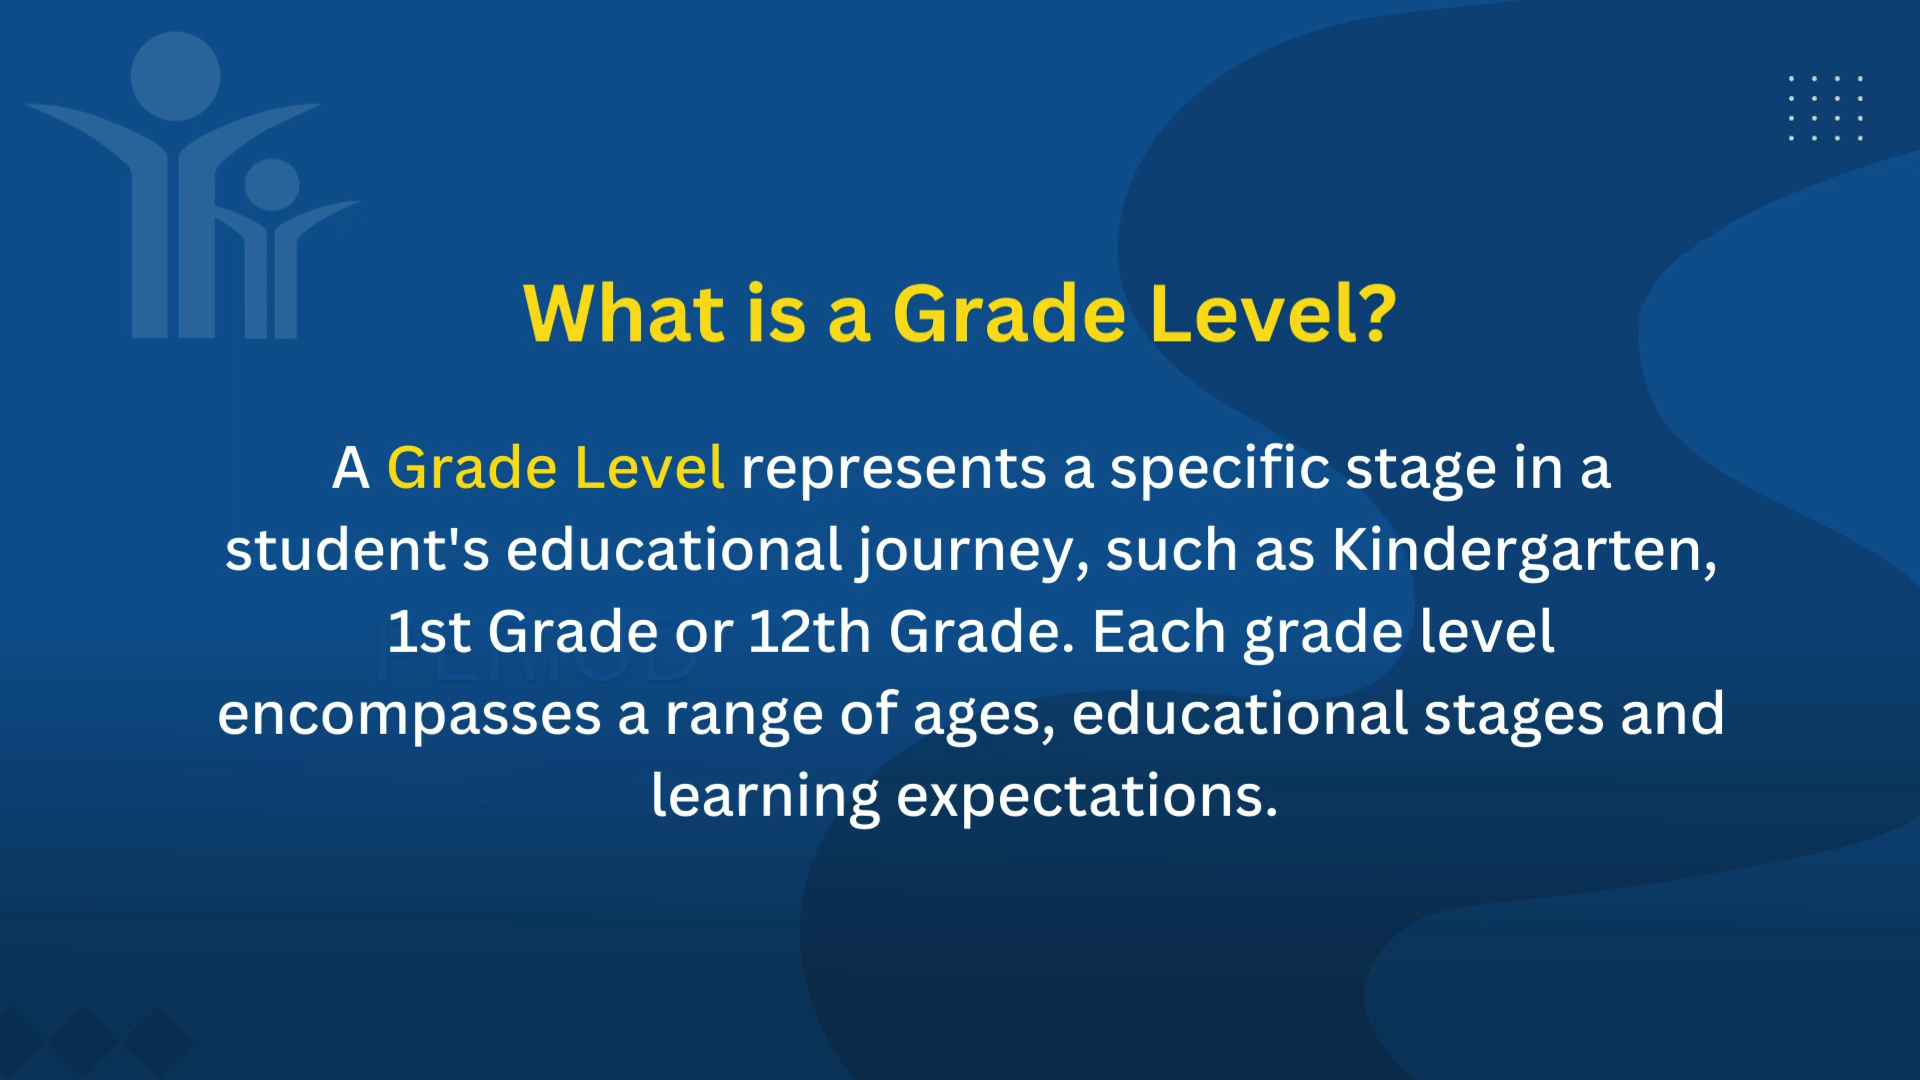 What is a Grade Level?
A Grade Level represents a specific stage in a
student's educational journey, such as Kindergarten,
1st Grade or 12th Grade. Each grade level
PERIOD
encompasses a range of ages, educational stages and
learning expectations.